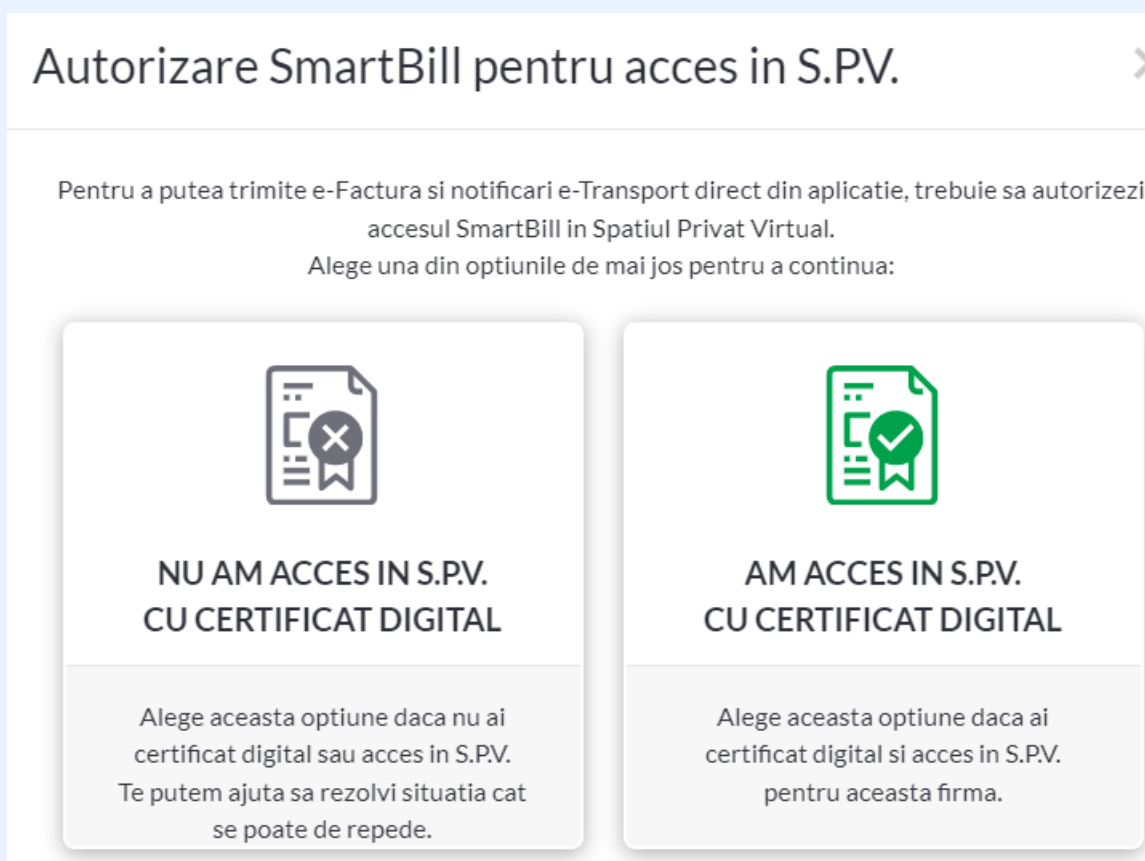 Autorizare SmartBill pentru acces in S.P.V.
Pentru a putea trimite e-Factura si notificari e-Transport direct din aplicatie, trebuie sa autorizezi
accesul SmartBill in Spatiul Privat Virtual.
Alege una din optiunile de mai jos pentru a continua:
NU AM ACCES IN S.P.V.
CU CERTIFICAT DIGITAL
Alege aceasta optiune daca nu ai
certificat digital sau acces in S.P.V.
Te putem ajuta sa rezolvi situatia cat
se poate de repede.
AM ACCES IN S.P.V.
CU CERTIFICAT DIGITAL
Alege aceasta optiune daca ai
certificat digital si acces in S.P.V.
pentru aceasta firma.